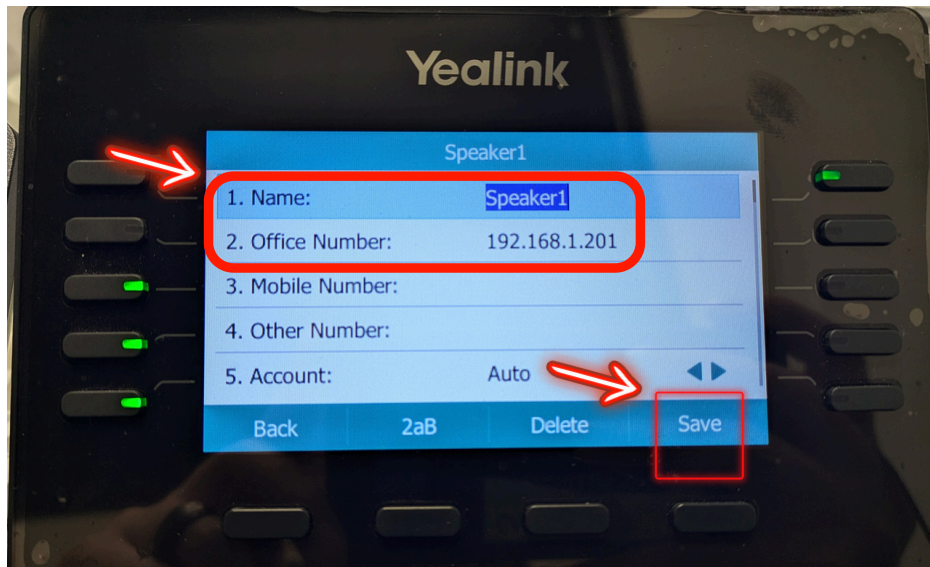 Yealink
Speaker1
1. Name: Speaker1
2. Office Number: 192.168.1.201
3. Mobile Number:
4. Other Number:
5. Account: Auto
Back 2aB Delete Save